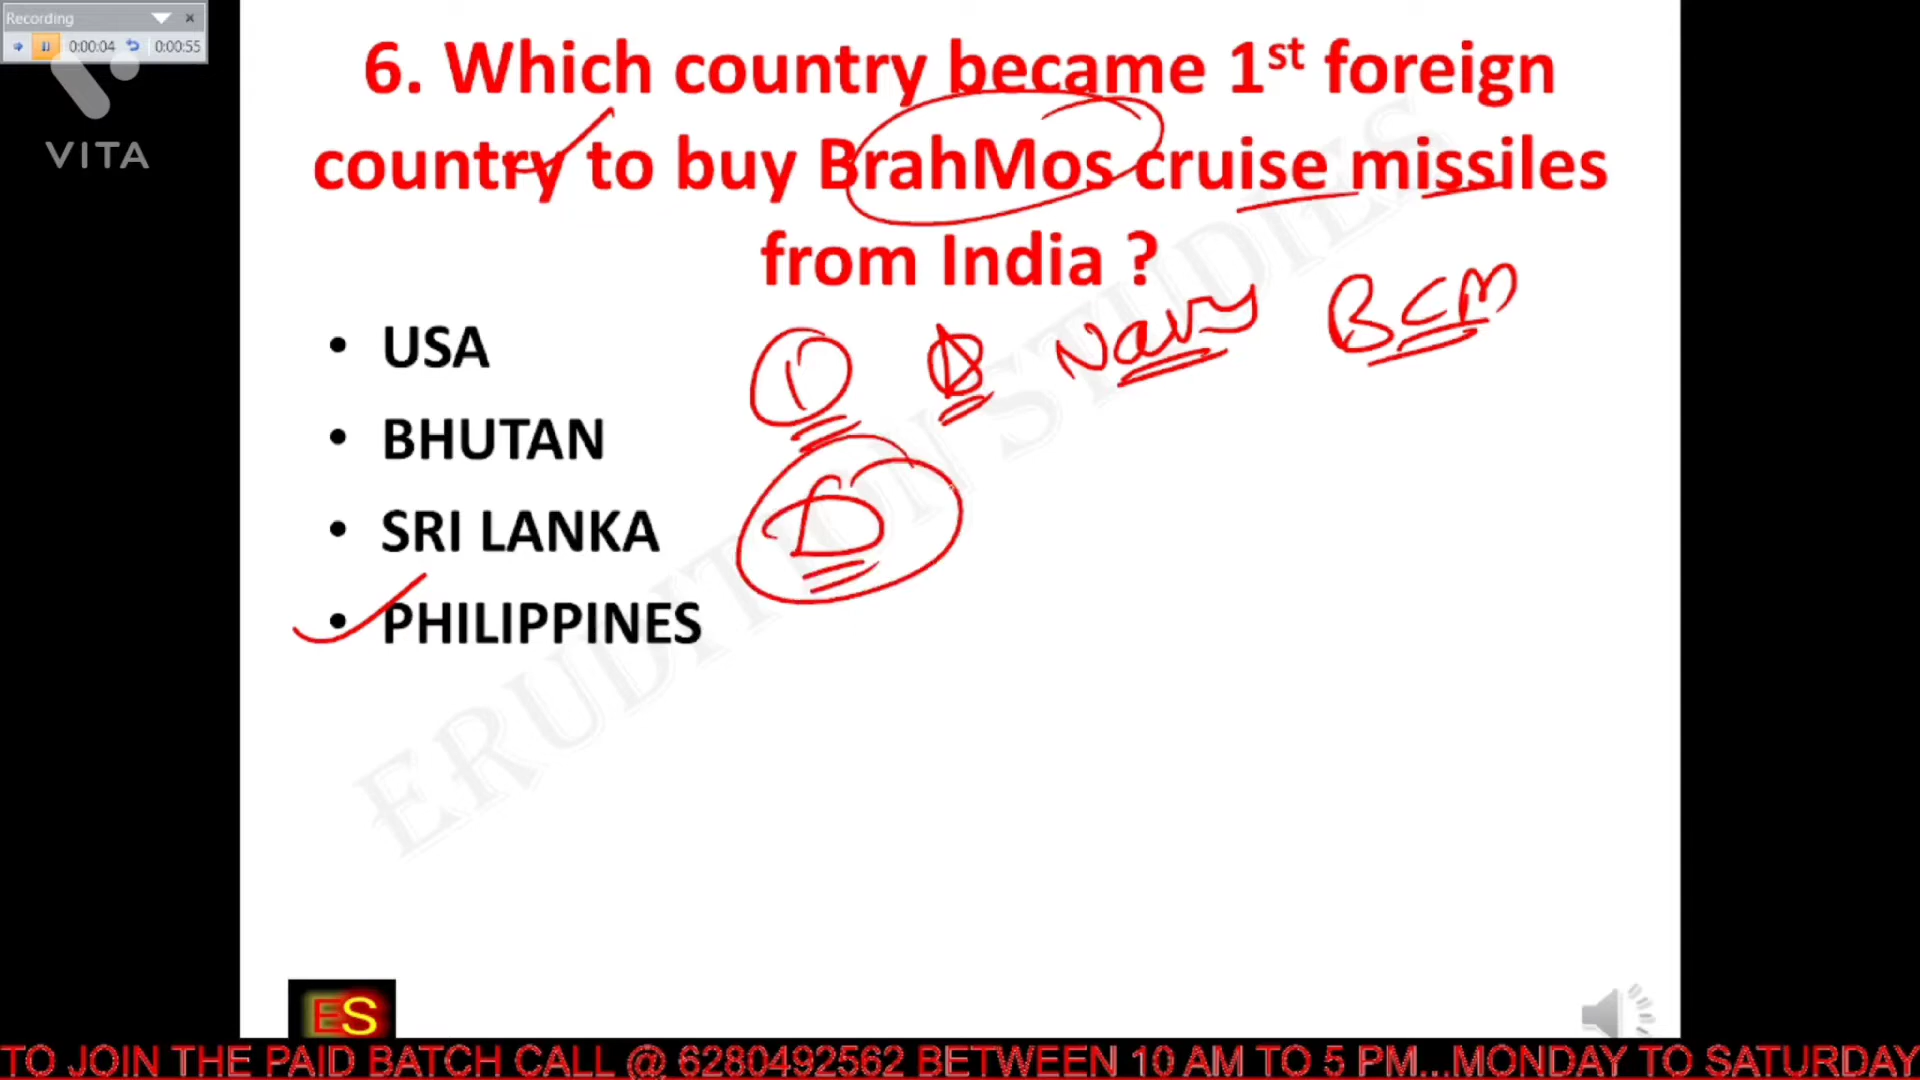 Recording
0:00:04 0:00:55
VITA
6. Which country became 1st foreign
country to buy BrahMos cruise missiles
from India ?
Navy BCM
• USA
• BHUTAN
• SRI LANKA
• PHILIPPINES
D
ERUDITION STUDIES
ES
TO JOIN THE PAID BATCH CALL @ 6280492562 BETWEEN 10 AM TO 5 PM...MONDAY TO SATURDAY